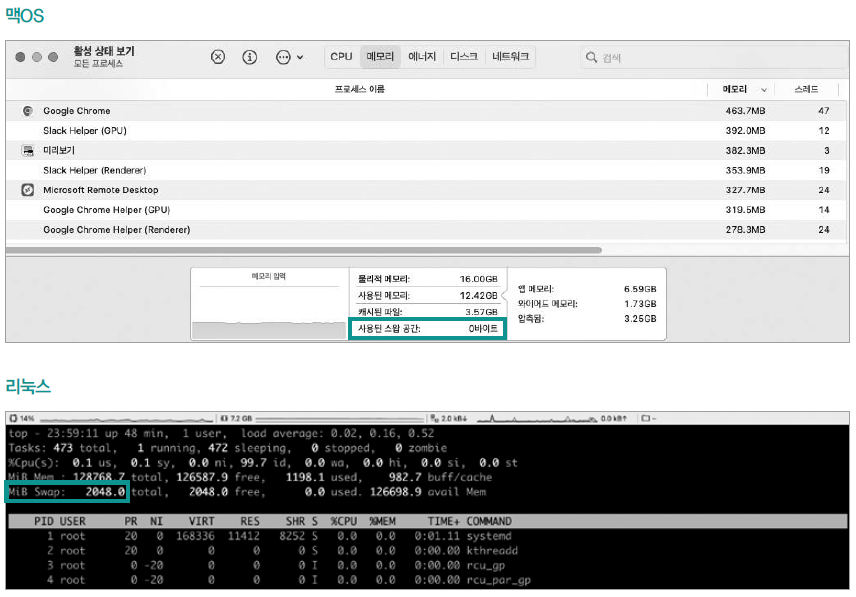 맥OS
활성 상태 보기
모든 프로세스
CPU 메모리 에너지 디스크 네트워크
검색
프로세스 이름 메모리 스레드
Google Chrome 463.7MB 47
Slack Helper (GPU) 392.0MB 12
미리보기 382.3MB 3
Slack Helper (Renderer) 353.9MB 19
Microsoft Remote Desktop 327.7MB 24
Google Chrome Helper (GPU) 319.5MB 14
Google Chrome Helper (Renderer) 278.3MB 24
메모리 압력
물리적 메모리: 16.00GB
사용된 메모리: 12.42GB
캐시된 파일: 3.57GB
사용된 스왑 공간: 0바이트
앱 메모리: 6.59GB
와이어드 메모리: 1.73GB
압축됨: 3.25GB
리눅스
14% 7.2 GB 2.0 kB↓ 0.0 kB↑
top - 23:59:11 up 48 min, 1 user, load average: 0.02, 0.16, 0.52
Tasks: 473 total, 1 running, 472 sleeping, 0 stopped, 0 zombie
%Cpu(s): 0.1 us, 0.1 sy, 0.0 ni, 99.7 id, 0.0 wa, 0.0 hi, 0.0 si, 0.0 st
MiB Mem : 128768.7 total, 126587.9 free, 1198.1 used, 982.7 buff/cache
MiB Swap: 2048.0 total, 2048.0 free, 0.0 used. 126698.9 avail Mem
PID USER PR NI VIRT RES SHR S %CPU %MEM TIME+ COMMAND
1 root 20 0 168336 11412 8252 S 0.0 0.0 0:01.11 systemd
2 root 20 0 0 0 0 S 0.0 0.0 0:00.00 kthreadd
3 root 0 -20 0 0 0 I 0.0 0.0 0:00.00 rcu_gp
4 root 0 -20 0 0 0 I 0.0 0.0 0:00.00 rcu_par_gp